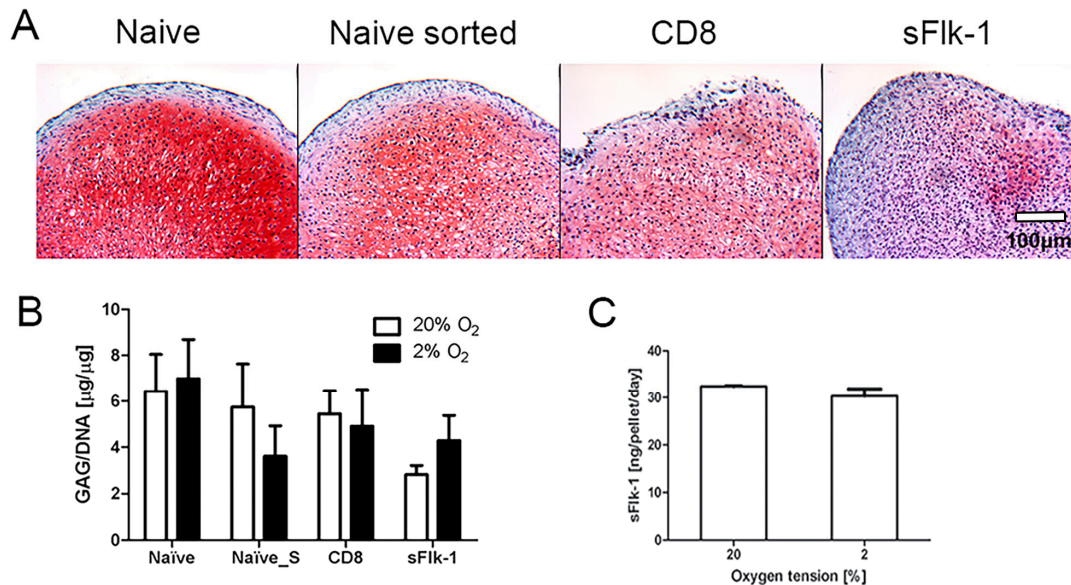 A
Naive
Naive sorted
CD8
sFlk-1
100µm
B
GAG/DNA [µg/µg]
10
8
6
4
2
0
20% O₂
2% O₂
Naïve
Naïve_S
CD8
sFlk-1
C
sFlk-1 [ng/pellet/day]
40
30
20
10
0
20
2
Oxygen tension [%]